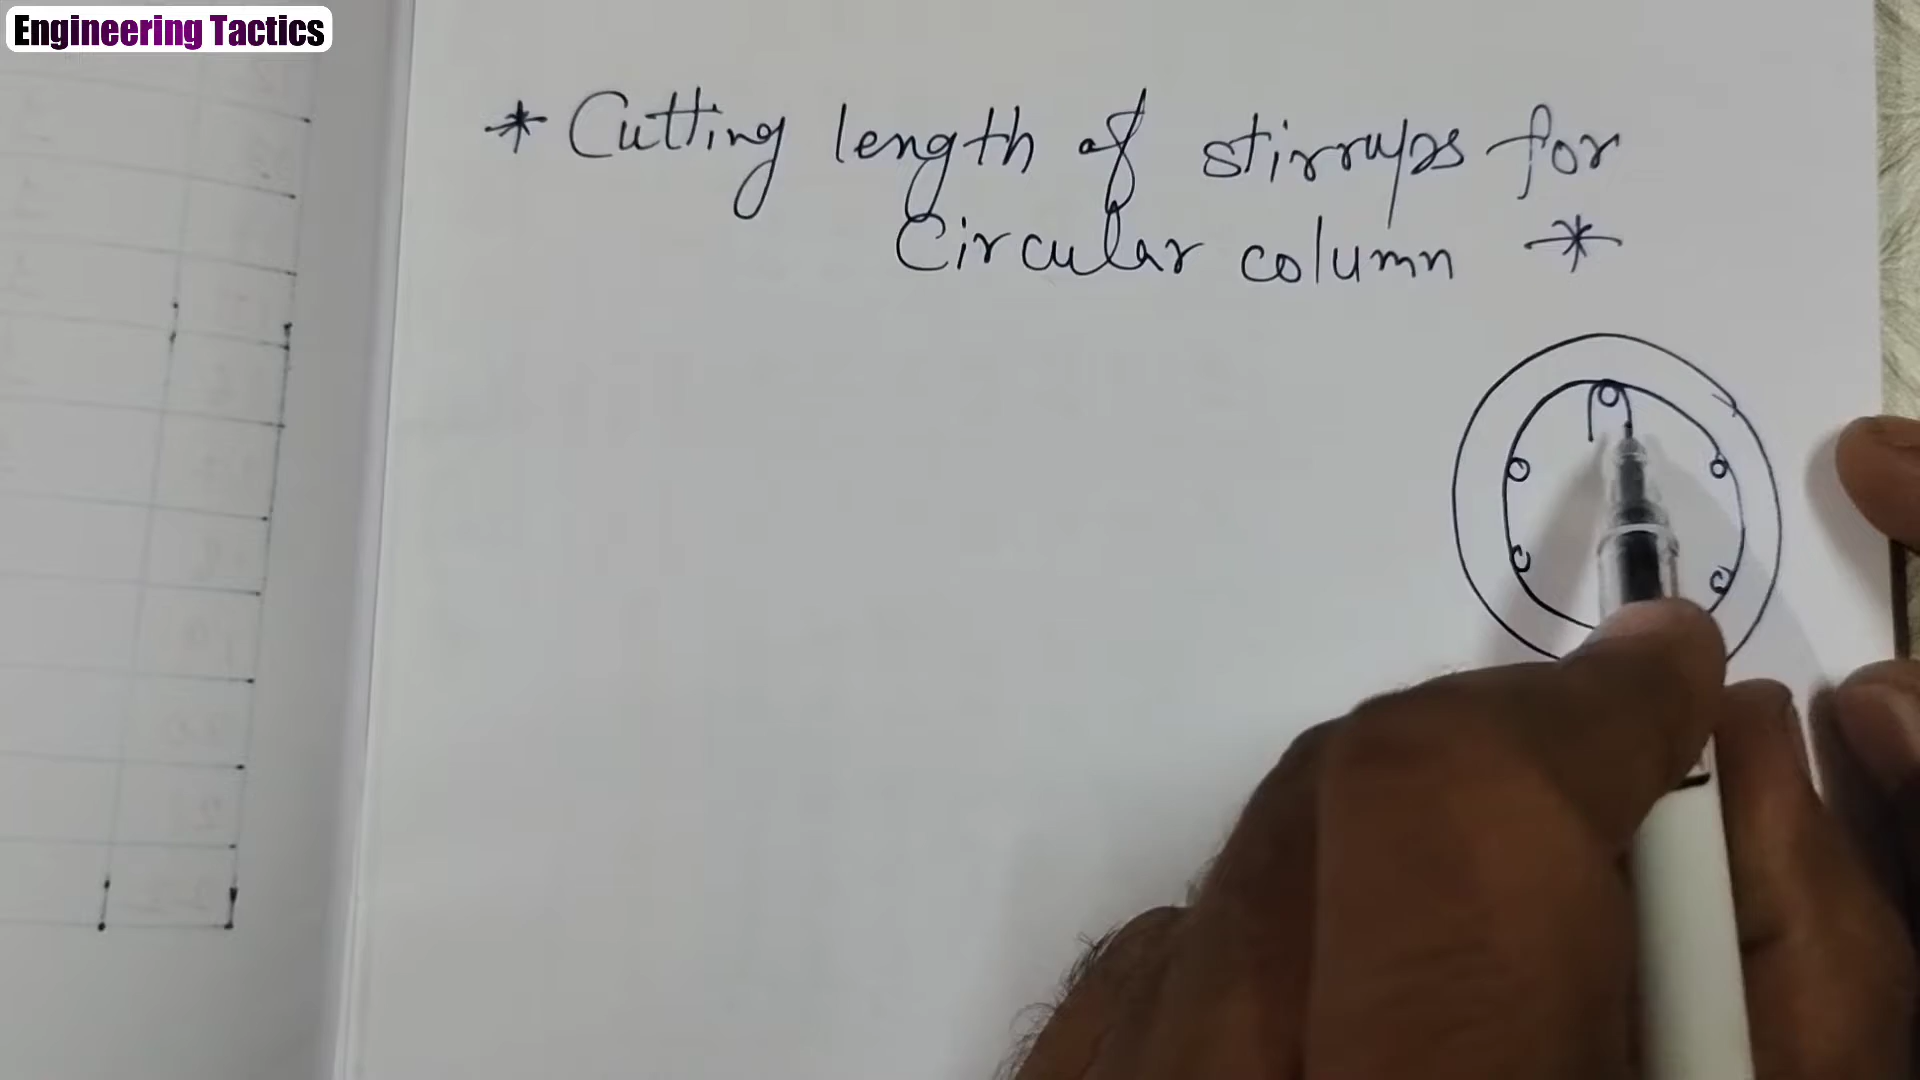 Engineering Tactics
* Cutting length of stirrups for
Circular column *